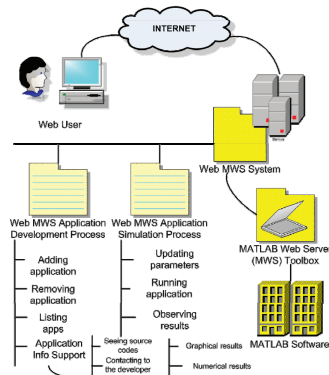 INTERNET
Web User
Web MWS System
Web MWS Application
Development Process
Web MWS Application
Simulation Process
MATLAB Web Server
(MWS) Toolbox
Adding
application
Removing
application
Listing
apps
Application
Info Support
Updating
parameters
Running
application
Observing
results
Seeing source
codes
Contacting to
the developer
Graphical results
Numerical results
MATLAB Software